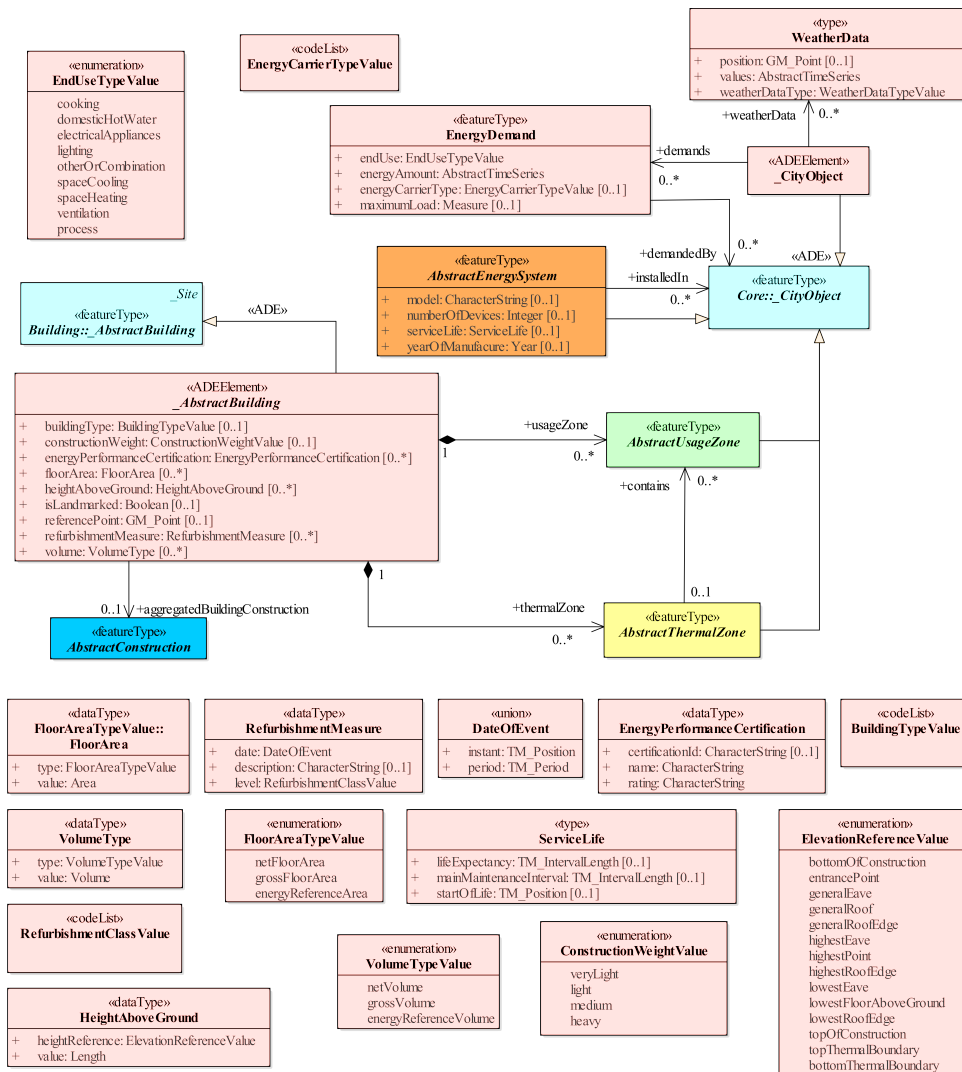 «type»
WeatherData
+ position: GM_Point [0..1]
+ values: AbstractTimeSeries
+ weatherDataType: WeatherDataTypeValue
«enumeration»
EndUseTypeValue
cooking
domesticHotWater
electricalAppliances
lighting
otherOrCombination
spaceCooling
spaceHeating
ventilation
process
«codeList»
EnergyCarrierTypeValue
«featureType»
EnergyDemand
+ endUse: EndUseTypeValue
+ energyAmount: AbstractTimeSeries
+ energyCarrierType: EnergyCarrierTypeValue [0..1]
+ maximumLoad: Measure [0..1]
+weatherData
0..*
+demands
0..*
«ADEElement»
_CityObject
+demandedBy
0..*
«ADE»
«featureType»
AbstractEnergySystem
+ model: CharacterString [0..1]
+ numberOfDevices: Integer [0..1]
+ serviceLife: ServiceLife [0..1]
+ yearOfManufacure: Year [0..1]
+installedIn
0..*
«featureType»
Core::_CityObject
_Site
«featureType»
Building::_AbstractBuilding
«ADE»
«ADEElement»
_AbstractBuilding
+ buildingType: BuildingTypeValue [0..1]
+ constructionWeight: ConstructionWeightValue [0..1]
+ energyPerformanceCertification: EnergyPerformanceCertification [0..*]
+ floorArea: FloorArea [0..*]
+ heightAboveGround: HeightAboveGround [0..*]
+ isLandmarked: Boolean [0..1]
+ referencePoint: GM_Point [0..1]
+ refurbishmentMeasure: RefurbishmentMeasure [0..*]
+ volume: VolumeType [0..*]
1
+usageZone
0..*
«featureType»
AbstractUsageZone
+contains
0..*
0..1
1
+thermalZone
0..*
«featureType»
AbstractThermalZone
0..1
+aggregatedBuildingConstruction
«featureType»
AbstractConstruction
«dataType»
FloorAreaTypeValue::
FloorArea
+ type: FloorAreaTypeValue
+ value: Area
«dataType»
RefurbishmentMeasure
+ date: DateOfEvent
+ description: CharacterString [0..1]
+ level: RefurbishmentClassValue
«union»
DateOfEvent
+ instant: TM_Position
+ period: TM_Period
«dataType»
EnergyPerformanceCertification
+ certificationId: CharacterString [0..1]
+ name: CharacterString
+ rating: CharacterString
«codeList»
BuildingTypeValue
«dataType»
VolumeType
+ type: VolumeTypeValue
+ value: Volume
«enumeration»
FloorAreaTypeValue
netFloorArea
grossFloorArea
energyReferenceArea
«type»
ServiceLife
+ lifeExpectancy: TM_IntervalLength [0..1]
+ mainMaintenanceInterval: TM_IntervalLength [0..1]
+ startOfLife: TM_Position [0..1]
«enumeration»
ElevationReferenceValue
bottomOfConstruction
entrancePoint
generalEave
generalRoof
generalRoofEdge
highestEave
highestPoint
highestRoofEdge
lowestEave
lowestFloorAboveGround
lowestRoofEdge
topOfConstruction
topThermalBoundary
bottomThermalBoundary
«codeList»
RefurbishmentClassValue
«enumeration»
VolumeTypeValue
netVolume
grossVolume
energyReferenceVolume
«enumeration»
ConstructionWeightValue
veryLight
light
medium
heavy
«dataType»
HeightAboveGround
+ heightReference: ElevationReferenceValue
+ value: Length